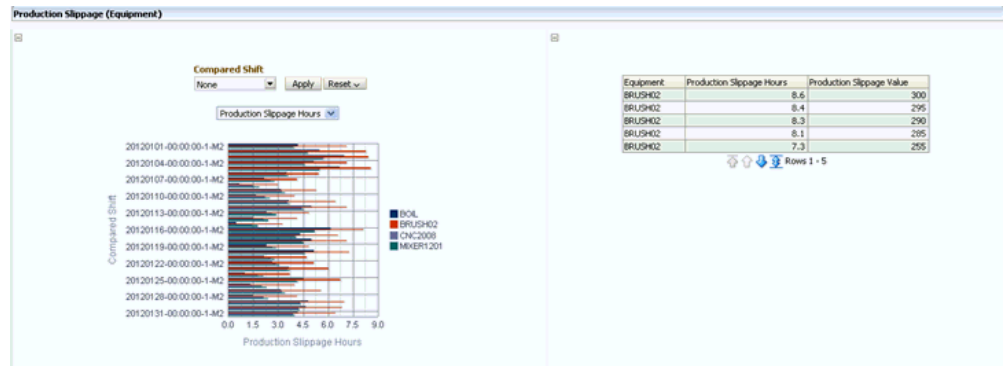 Production Slippage (Equipment)
Compared Shift
None
Apply
Reset
Production Slippage Hours
20120101-00:00:00-1-M2
20120104-00:00:00-1-M2
20120107-00:00:00-1-M2
20120110-00:00:00-1-M2
20120113-00:00:00-1-M2
20120116-00:00:00-1-M2
20120119-00:00:00-1-M2
20120122-00:00:00-1-M2
20120125-00:00:00-1-M2
20120128-00:00:00-1-M2
20120131-00:00:00-1-M2
Compared Shift
0.0 1.5 3.0 4.5 6.0 7.5 9.0
Production Slippage Hours
BOIL
BRUSH02
CNC2008
MIXER1201
Equipment Production Slippage Hours Production Slippage Value
BRUSH02 8.6 300
BRUSH02 8.4 295
BRUSH02 8.3 290
BRUSH02 8.1 285
BRUSH02 7.3 255
Rows 1 - 5